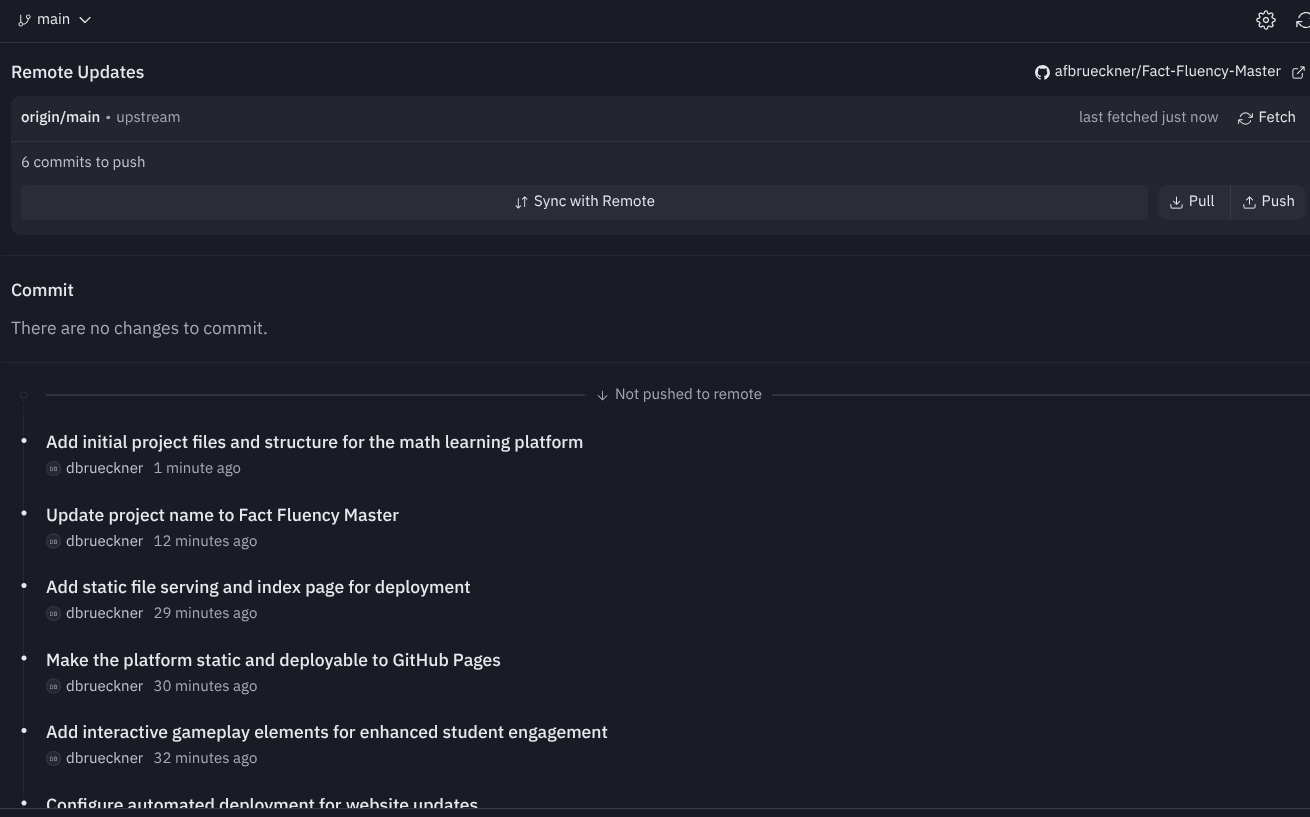 main
Remote Updates
afbrueckner/Fact-Fluency-Master
origin/main • upstream
last fetched just now
Fetch
6 commits to push
Sync with Remote
Pull
Push
Commit
There are no changes to commit.
Not pushed to remote
Add initial project files and structure for the math learning platform
DB dbrueckner 1 minute ago
Update project name to Fact Fluency Master
DB dbrueckner 12 minutes ago
Add static file serving and index page for deployment
DB dbrueckner 29 minutes ago
Make the platform static and deployable to GitHub Pages
DB dbrueckner 30 minutes ago
Add interactive gameplay elements for enhanced student engagement
DB dbrueckner 32 minutes ago
Configure automated deployment for website updates